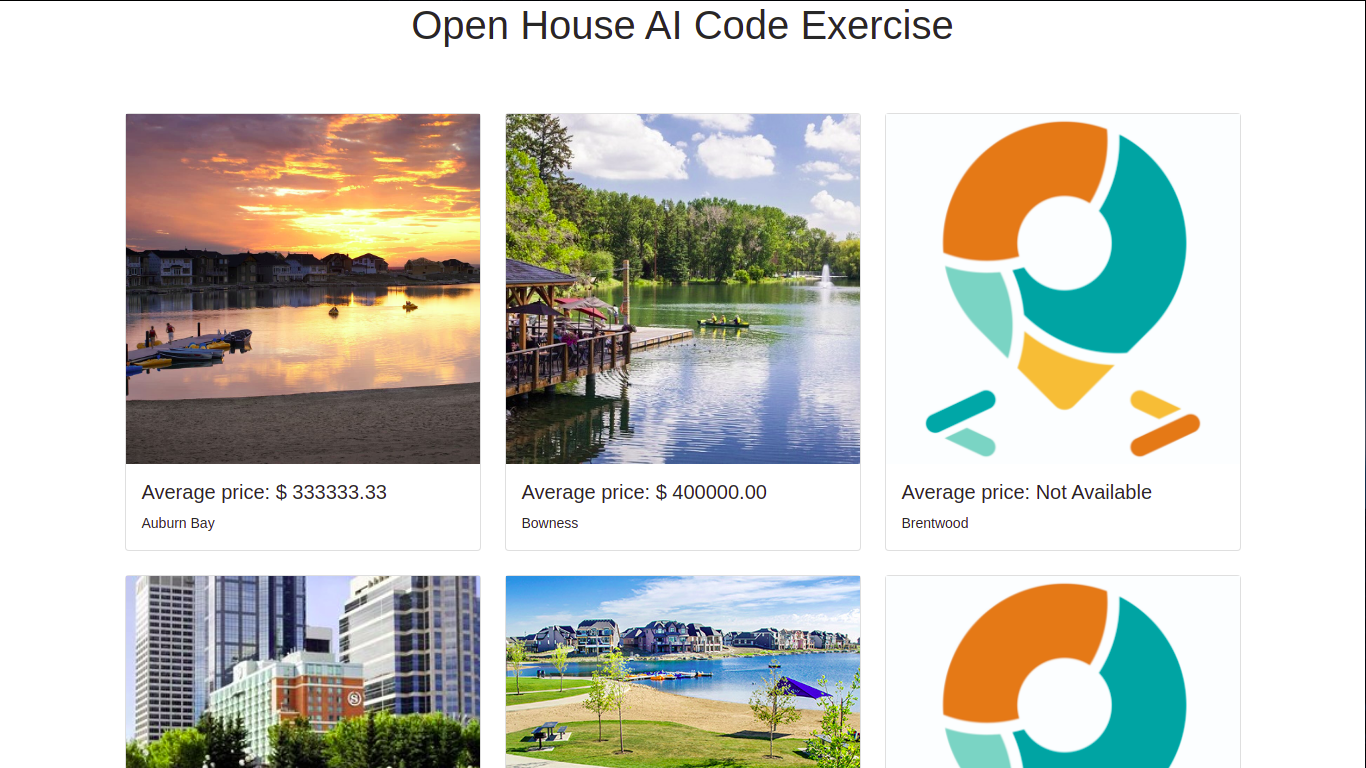 Open House AI Code Exercise
Average price: $ 333333.33
Auburn Bay
Average price: $ 400000.00
Bowness
Average price: Not Available
Brentwood